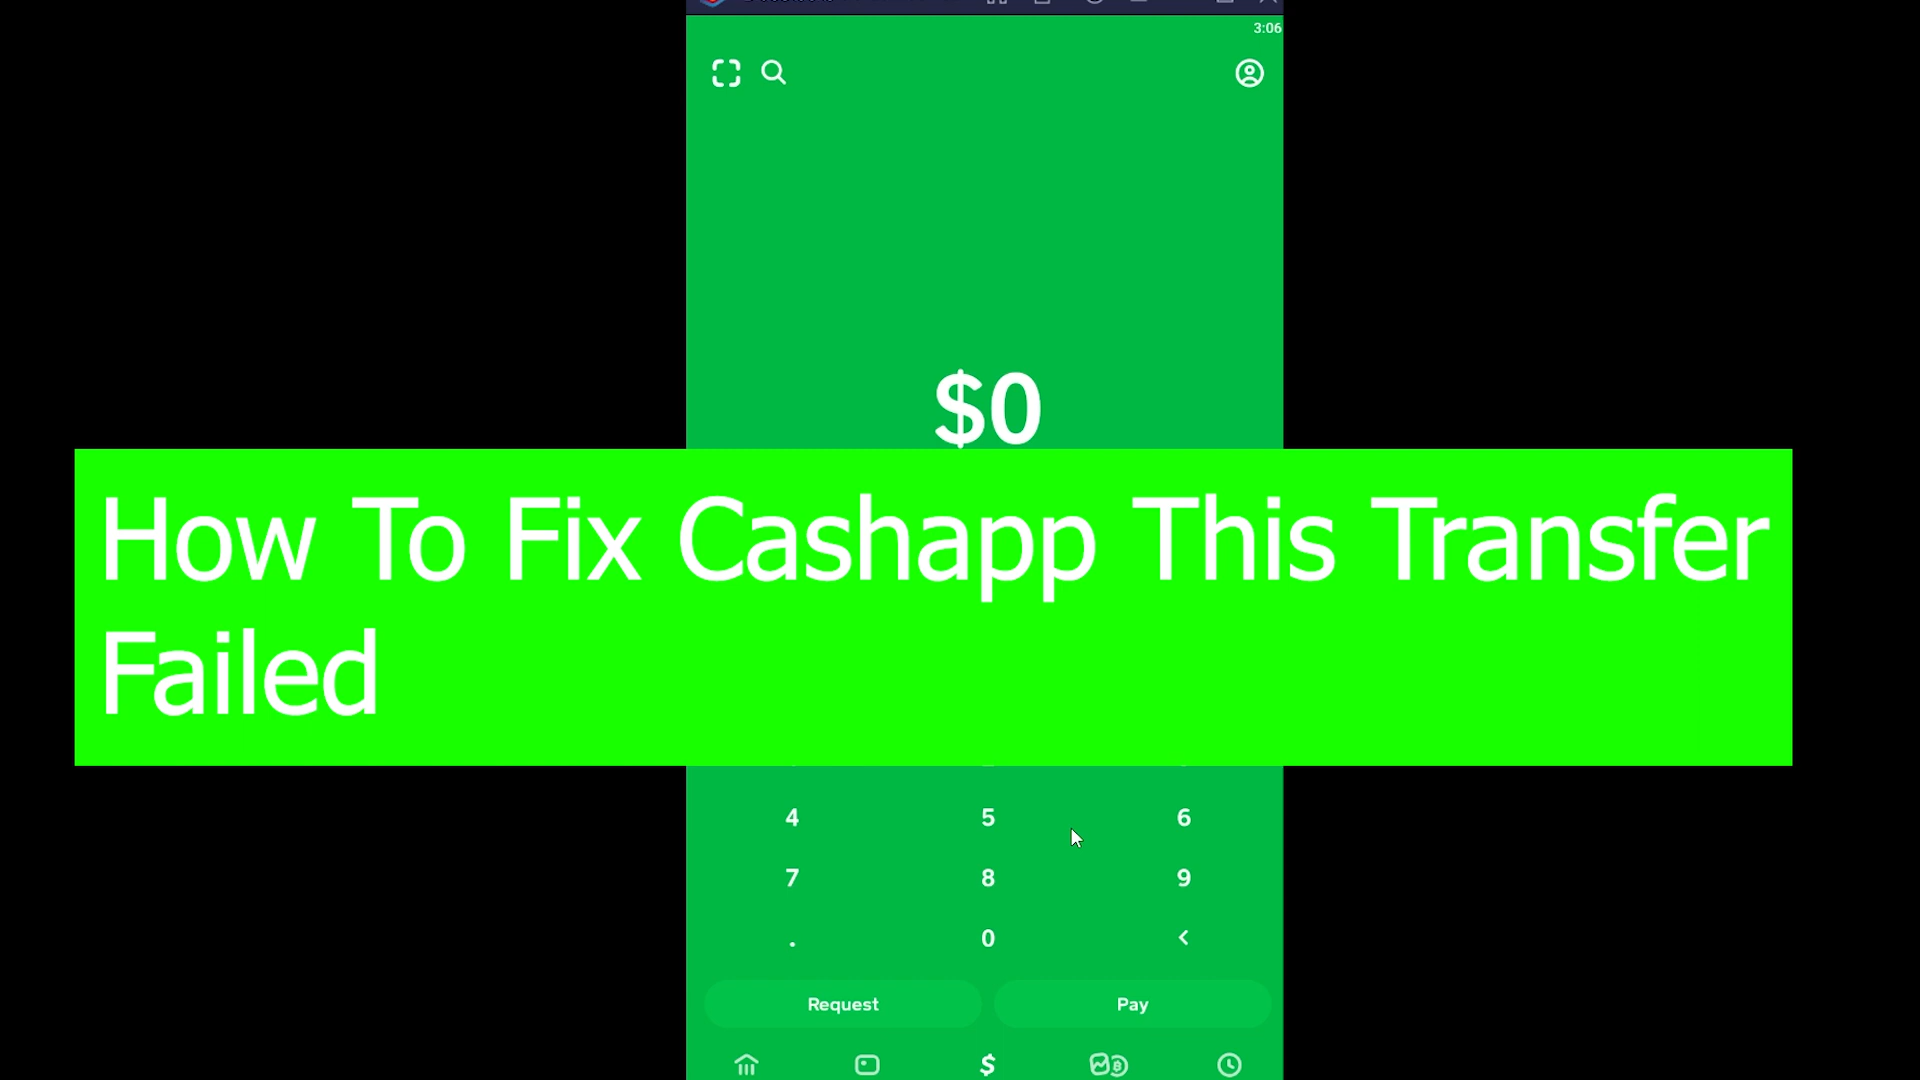 3:06
$0
How To Fix Cashapp This Transfer
Failed
4 5 6
7 8 9
. 0 <
Request Pay
$